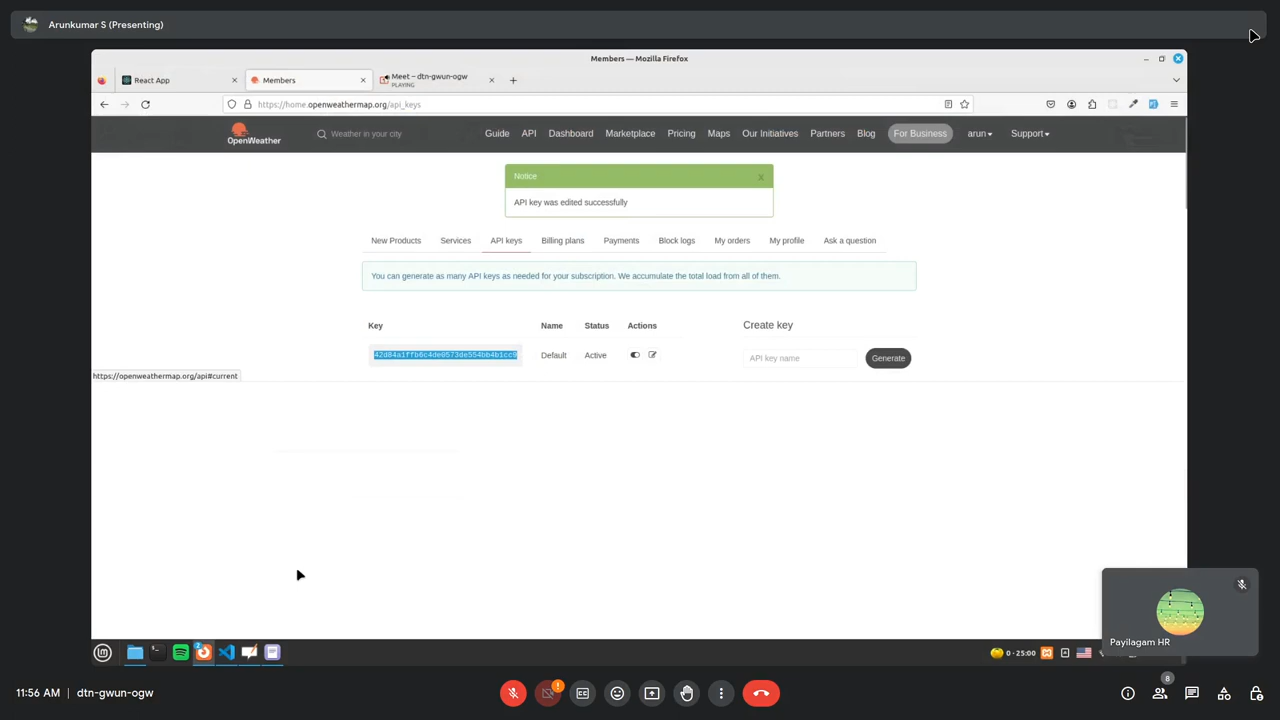 Arunkumar S (Presenting)
Members — Mozilla Firefox
React App
Members
Meet – dtn-gwun-ogw
PLAYING
https://home.openweathermap.org/api_keys
OpenWeather
Weather in your city
Guide API Dashboard Marketplace Pricing Maps Our Initiatives Partners Blog For Business arun Support
Notice x
API key was edited successfully
New Products Services API keys Billing plans Payments Block logs My orders My profile Ask a question
You can generate as many API keys as needed for your subscription. We accumulate the total load from all of them.
Key Name Status Actions Create key
Default Active API key name Generate
https://openweathermap.org/api#current
Payilagam HR
0 - 25:00
11:56 AM | dtn-gwun-ogw
8